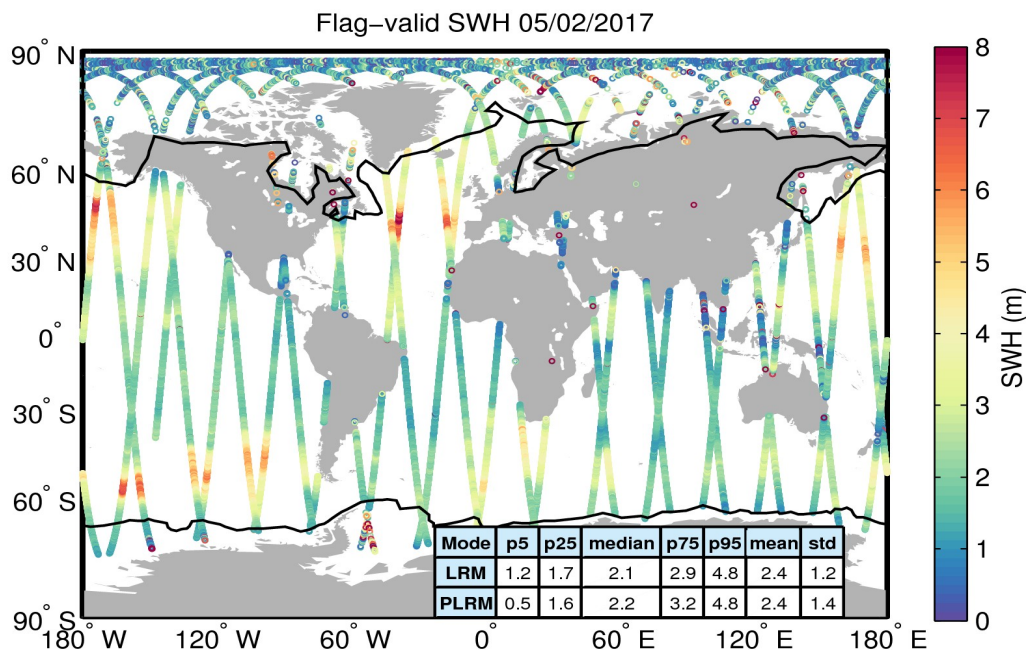 Flag−valid SWH 05/02/2017
90° N
60° N
30° N
0°
30° S
60° S
90° S
180° W
120° W
60° W
0°
60° E
120° E
180° E
8
7
6
5
4
3
2
1
0
SWH (m)
Mode p5 p25 median p75 p95 mean std
LRM 1.2 1.7 2.1 2.9 4.8 2.4 1.2
PLRM 0.5 1.6 2.2 3.2 4.8 2.4 1.4